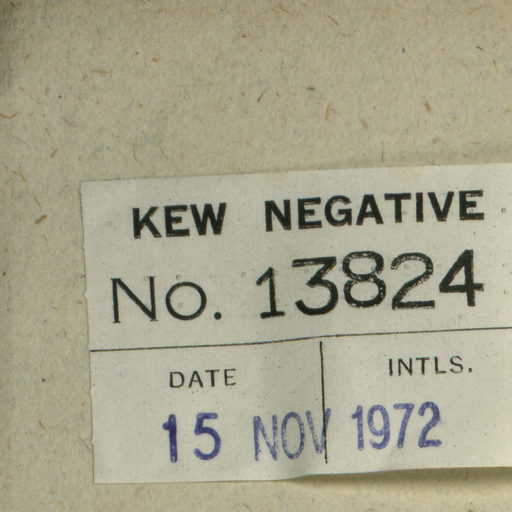 KEW NEGATIVE
No. 13824
DATE INTLS.
15 NOV 1972